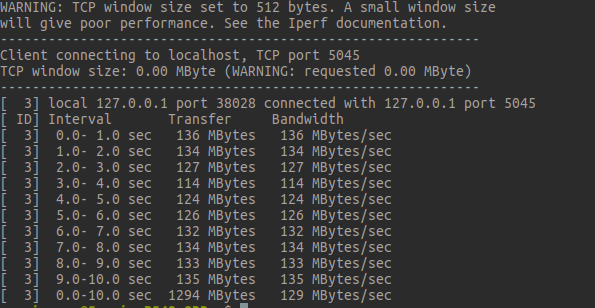 WARNING: TCP window size set to 512 bytes. A small window size
will give poor performance. See the Iperf documentation.
------------------------------------------------------------
Client connecting to localhost, TCP port 5045
TCP window size: 0.00 MByte (WARNING: requested 0.00 MByte)
------------------------------------------------------------
[  3] local 127.0.0.1 port 38028 connected with 127.0.0.1 port 5045
[ ID] Interval       Transfer     Bandwidth
[  3]  0.0- 1.0 sec   136 MBytes   136 MBytes/sec
[  3]  1.0- 2.0 sec   134 MBytes   134 MBytes/sec
[  3]  2.0- 3.0 sec   127 MBytes   127 MBytes/sec
[  3]  3.0- 4.0 sec   114 MBytes   114 MBytes/sec
[  3]  4.0- 5.0 sec   124 MBytes   124 MBytes/sec
[  3]  5.0- 6.0 sec   126 MBytes   126 MBytes/sec
[  3]  6.0- 7.0 sec   132 MBytes   132 MBytes/sec
[  3]  7.0- 8.0 sec   134 MBytes   134 MBytes/sec
[  3]  8.0- 9.0 sec   133 MBytes   133 MBytes/sec
[  3]  9.0-10.0 sec   135 MBytes   135 MBytes/sec
[  3]  0.0-10.0 sec  1294 MBytes   129 MBytes/sec